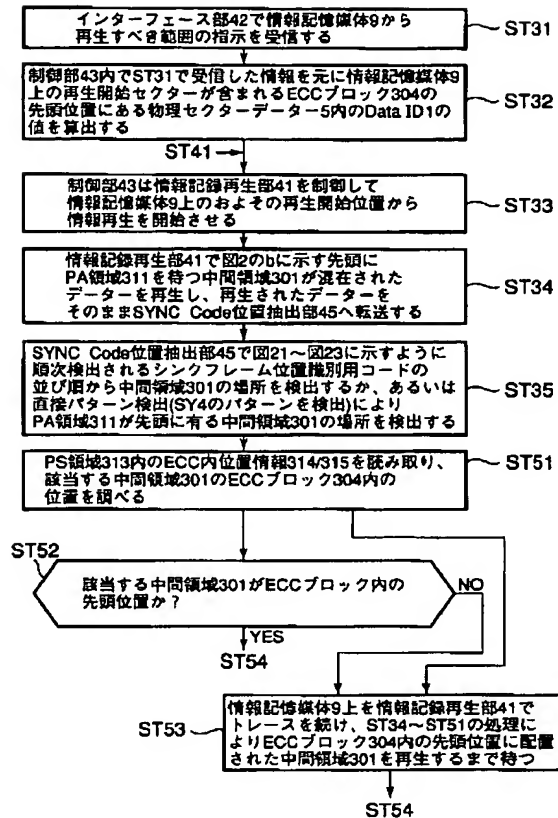 インターフェース部42で情報記憶媒体9から
再生すべき範囲の指示を受信する
ST31
制御部43内でST31で受信した情報を元に情報記憶媒体9
上の再生開始セクターが含まれるECCブロック304の
先頭位置にある物理セクターデーター5内のData ID1の
値を算出する
ST32
ST41
制御部43は情報記録再生部41を制御して
情報記憶媒体9上のおよその再生開始位置から
情報再生を開始させる
ST33
情報記録再生部41で図2のbに示す先頭に
PA領域311を待つ中間領域301が混在された
データーを再生し、再生されたデーターを
そのままSYNC Code位置抽出部45へ転送する
ST34
SYNC Code位置抽出部45で図21〜図23に示すように
順次検出されるシンクフレーム位置識別用コードの
並び順から中間領域301の場所を検出するか、あるいは
直接パターン検出(SY4のパターンを検出)により
PA領域311が先頭に有る中間領域301の場所を検出する
ST35
PS領域313内のECC内位置情報314/315を読み取り、
該当する中間領域301のECCブロック304内の
位置を調べる
ST51
ST52
該当する中間領域301がECCブロック内の
先頭位置か?
NO
YES
ST54
情報記憶媒体9上を情報記録再生部41で
トレースを続け、ST34〜ST51の処理に
よりECCブロック304内の先頭位置に配置
された中間領域301を再生するまで待つ
ST53
ST54